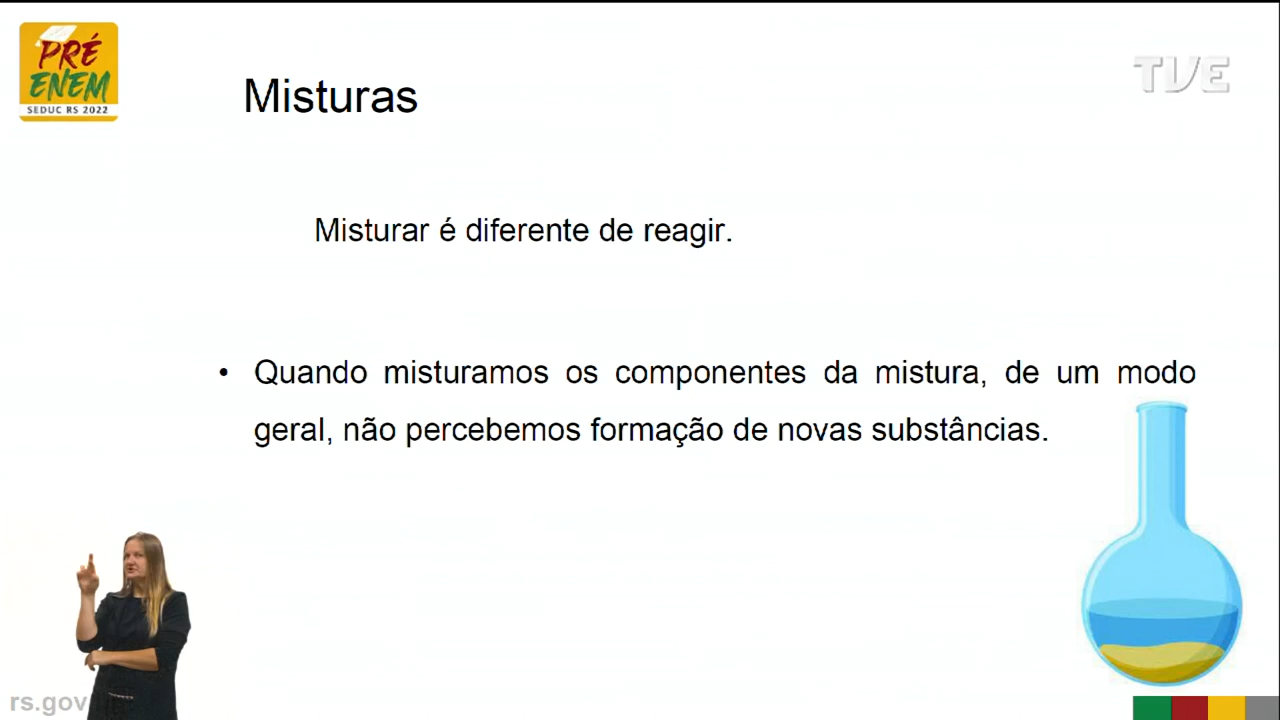 PRÉ
ENEM
SEDUC RS 2022
TVE
Misturas
Misturar é diferente de reagir.
• Quando misturamos os componentes da mistura, de um modo
geral, não percebemos formação de novas substâncias.
rs.gov